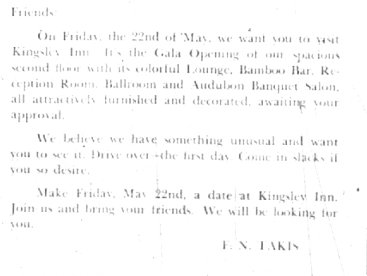 Friends:
On Friday, the 22nd of May, we want you to visit
Kingsley Inn. It's the Gala Opening of our spacious
second floor with its colorful Lounge, Bamboo Bar, Re-
ception Room, Ballroom and Audubon Banquet Salon,
all attractively furnished and decorated, awaiting your
approval.
We believe we have something unusual and want
you to see it. Drive over the first day. Come in slacks if
you so desire.
Make Friday, May 22nd, a date at Kingsley Inn.
Join us and bring your friends. We will be looking for
you.
F. N. TAKIS